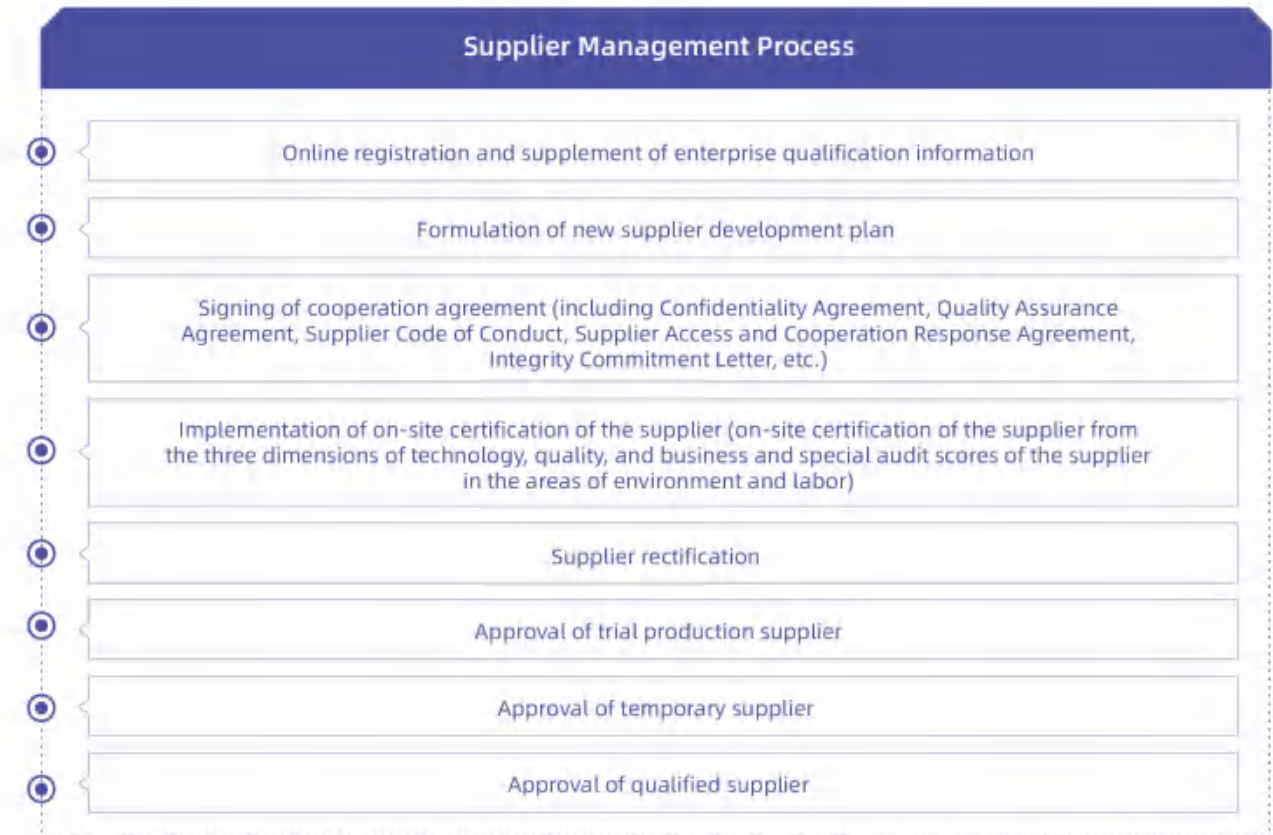 Supplier Management Process
Online registration and supplement of enterprise qualification information
Formulation of new supplier development plan
Signing of cooperation agreement (including Confidentiality Agreement, Quality Assurance
Agreement, Supplier Code of Conduct, Supplier Access and Cooperation Response Agreement,
Integrity Commitment Letter, etc.)
Implementation of on-site certification of the supplier (on-site certification of the supplier from
the three dimensions of technology, quality, and business and special audit scores of the supplier
in the areas of environment and labor)
Supplier rectification
Approval of trial production supplier
Approval of temporary supplier
Approval of qualified supplier